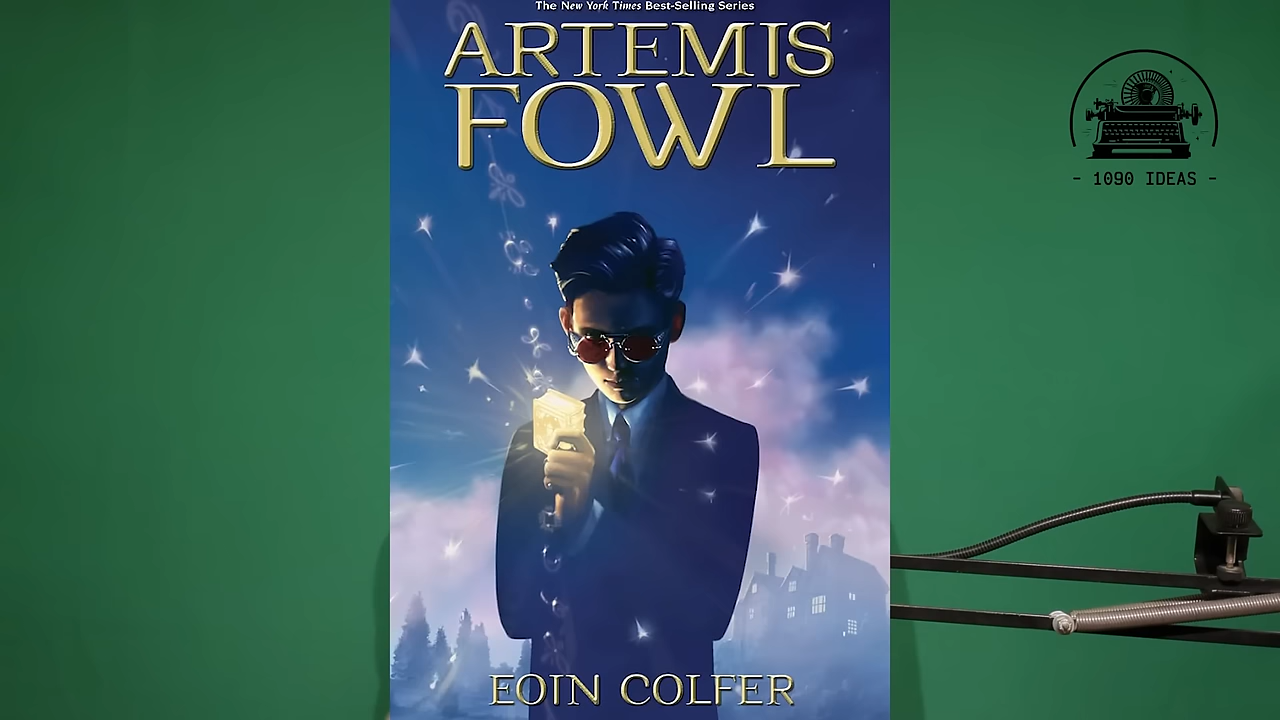 The New York Times Best-Selling Series
ARTEMIS
FOWL
EOIN COLFER
- 1090 IDEAS -